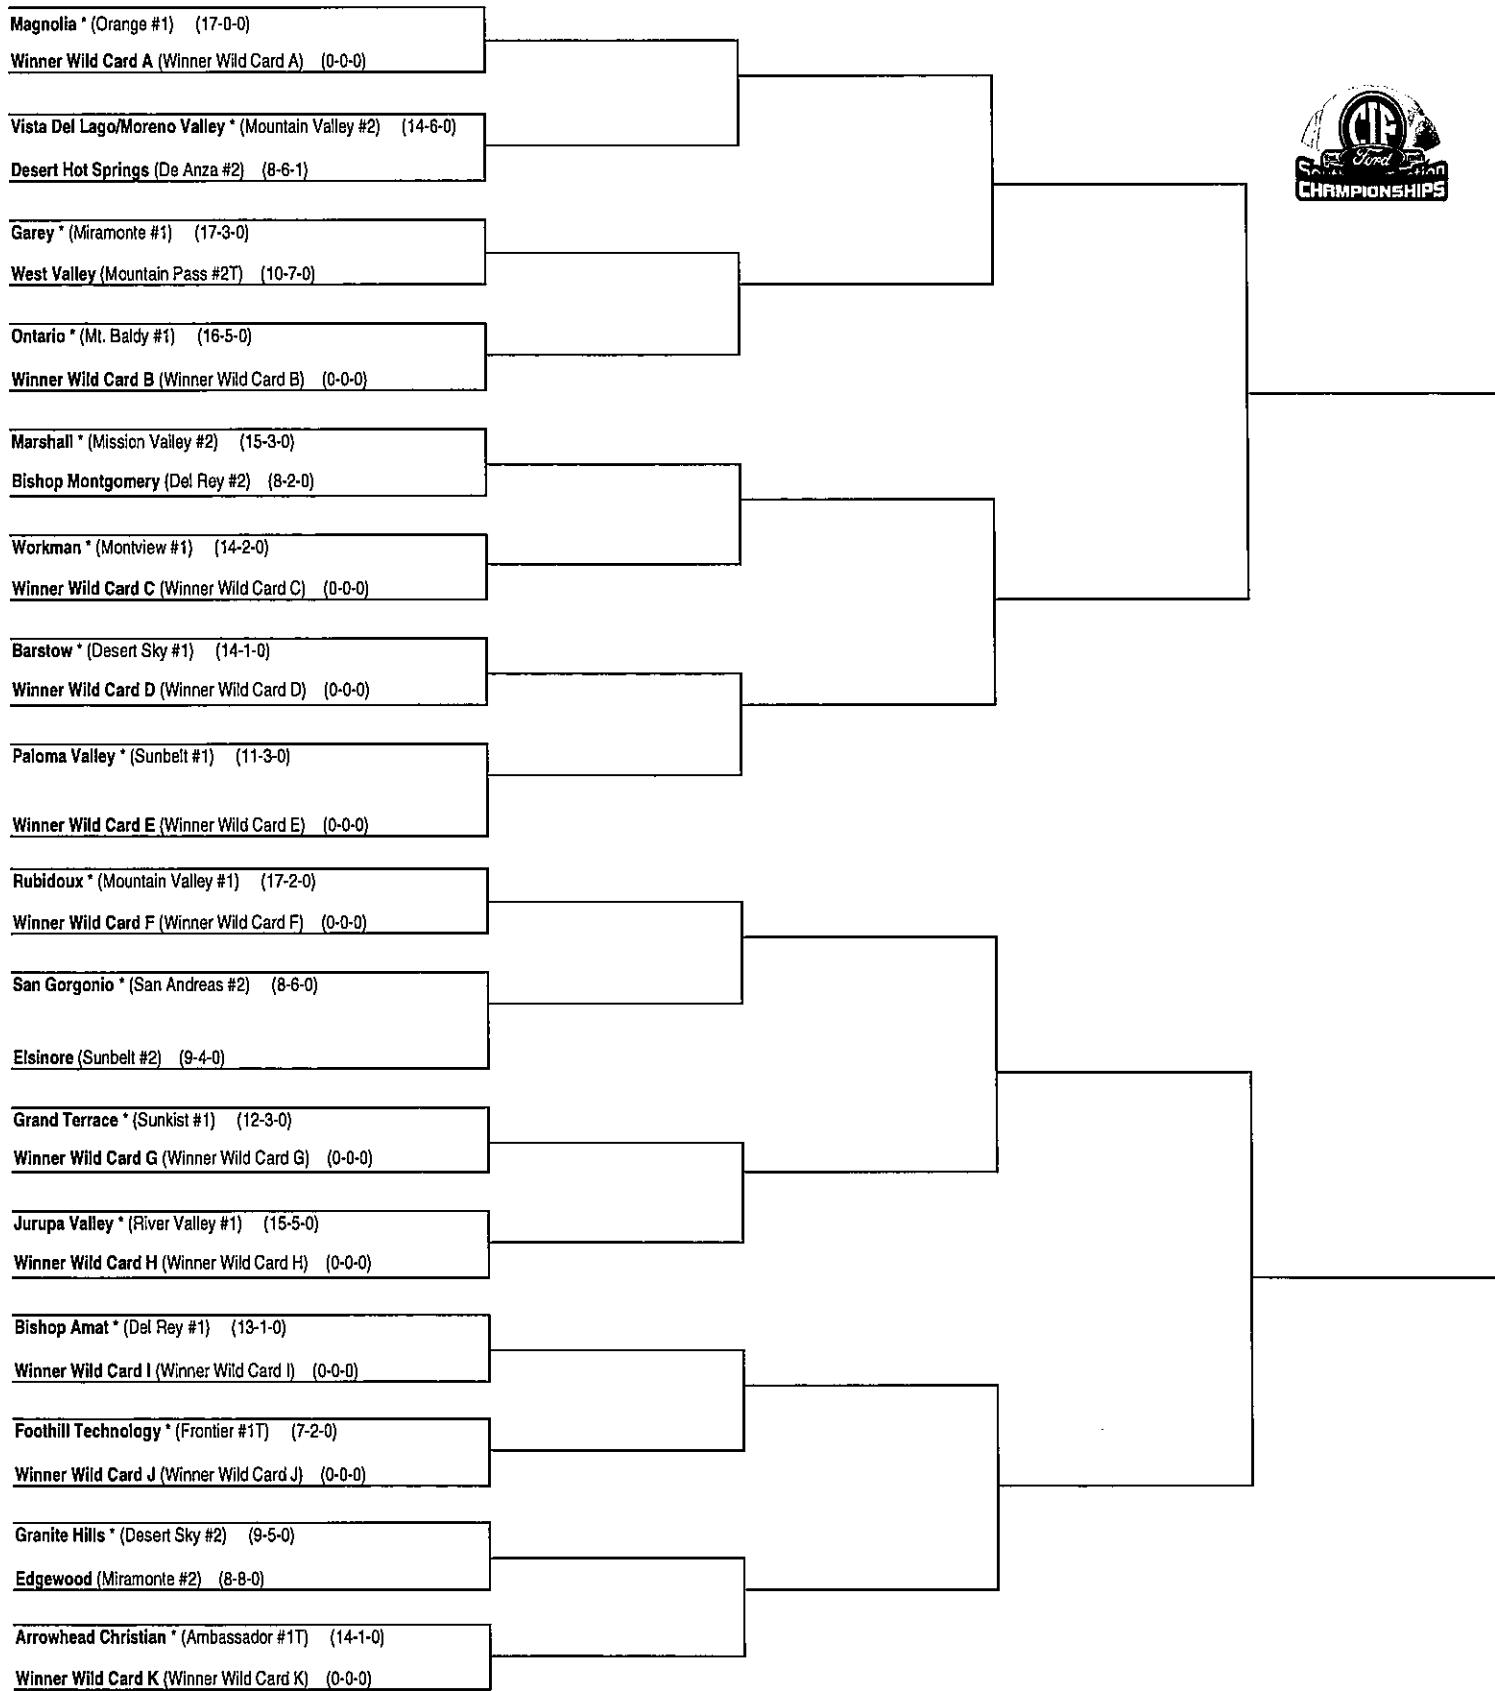 Magnolia * (Orange #1) (17-0-0)
Winner Wild Card A (Winner Wild Card A) (0-0-0)
Vista Del Lago/Moreno Valley * (Mountain Valley #2) (14-6-0)
Desert Hot Springs (De Anza #2) (8-6-1)
CIF
Ford
CHAMPIONSHIPS
Garey * (Miramonte #1) (17-3-0)
West Valley (Mountain Pass #2T) (10-7-0)
Ontario * (Mt. Baldy #1) (16-5-0)
Winner Wild Card B (Winner Wild Card B) (0-0-0)
Marshall * (Mission Valley #2) (15-3-0)
Bishop Montgomery (Del Rey #2) (8-2-0)
Workman * (Montview #1) (14-2-0)
Winner Wild Card C (Winner Wild Card C) (0-0-0)
Barstow * (Desert Sky #1) (14-1-0)
Winner Wild Card D (Winner Wild Card D) (0-0-0)
Paloma Valley * (Sunbelt #1) (11-3-0)
Winner Wild Card E (Winner Wild Card E) (0-0-0)
Rubidoux * (Mountain Valley #1) (17-2-0)
Winner Wild Card F (Winner Wild Card F) (0-0-0)
San Gorgonio * (San Andreas #2) (8-6-0)
Elsinore (Sunbelt #2) (9-4-0)
Grand Terrace * (Sunkist #1) (12-3-0)
Winner Wild Card G (Winner Wild Card G) (0-0-0)
Jurupa Valley * (River Valley #1) (15-5-0)
Winner Wild Card H (Winner Wild Card H) (0-0-0)
Bishop Amat * (Del Rey #1) (13-1-0)
Winner Wild Card I (Winner Wild Card I) (0-0-0)
Foothill Technology * (Frontier #1T) (7-2-0)
Winner Wild Card J (Winner Wild Card J) (0-0-0)
Granite Hills * (Desert Sky #2) (9-5-0)
Edgewood (Miramonte #2) (8-8-0)
Arrowhead Christian * (Ambassador #1T) (14-1-0)
Winner Wild Card K (Winner Wild Card K) (0-0-0)